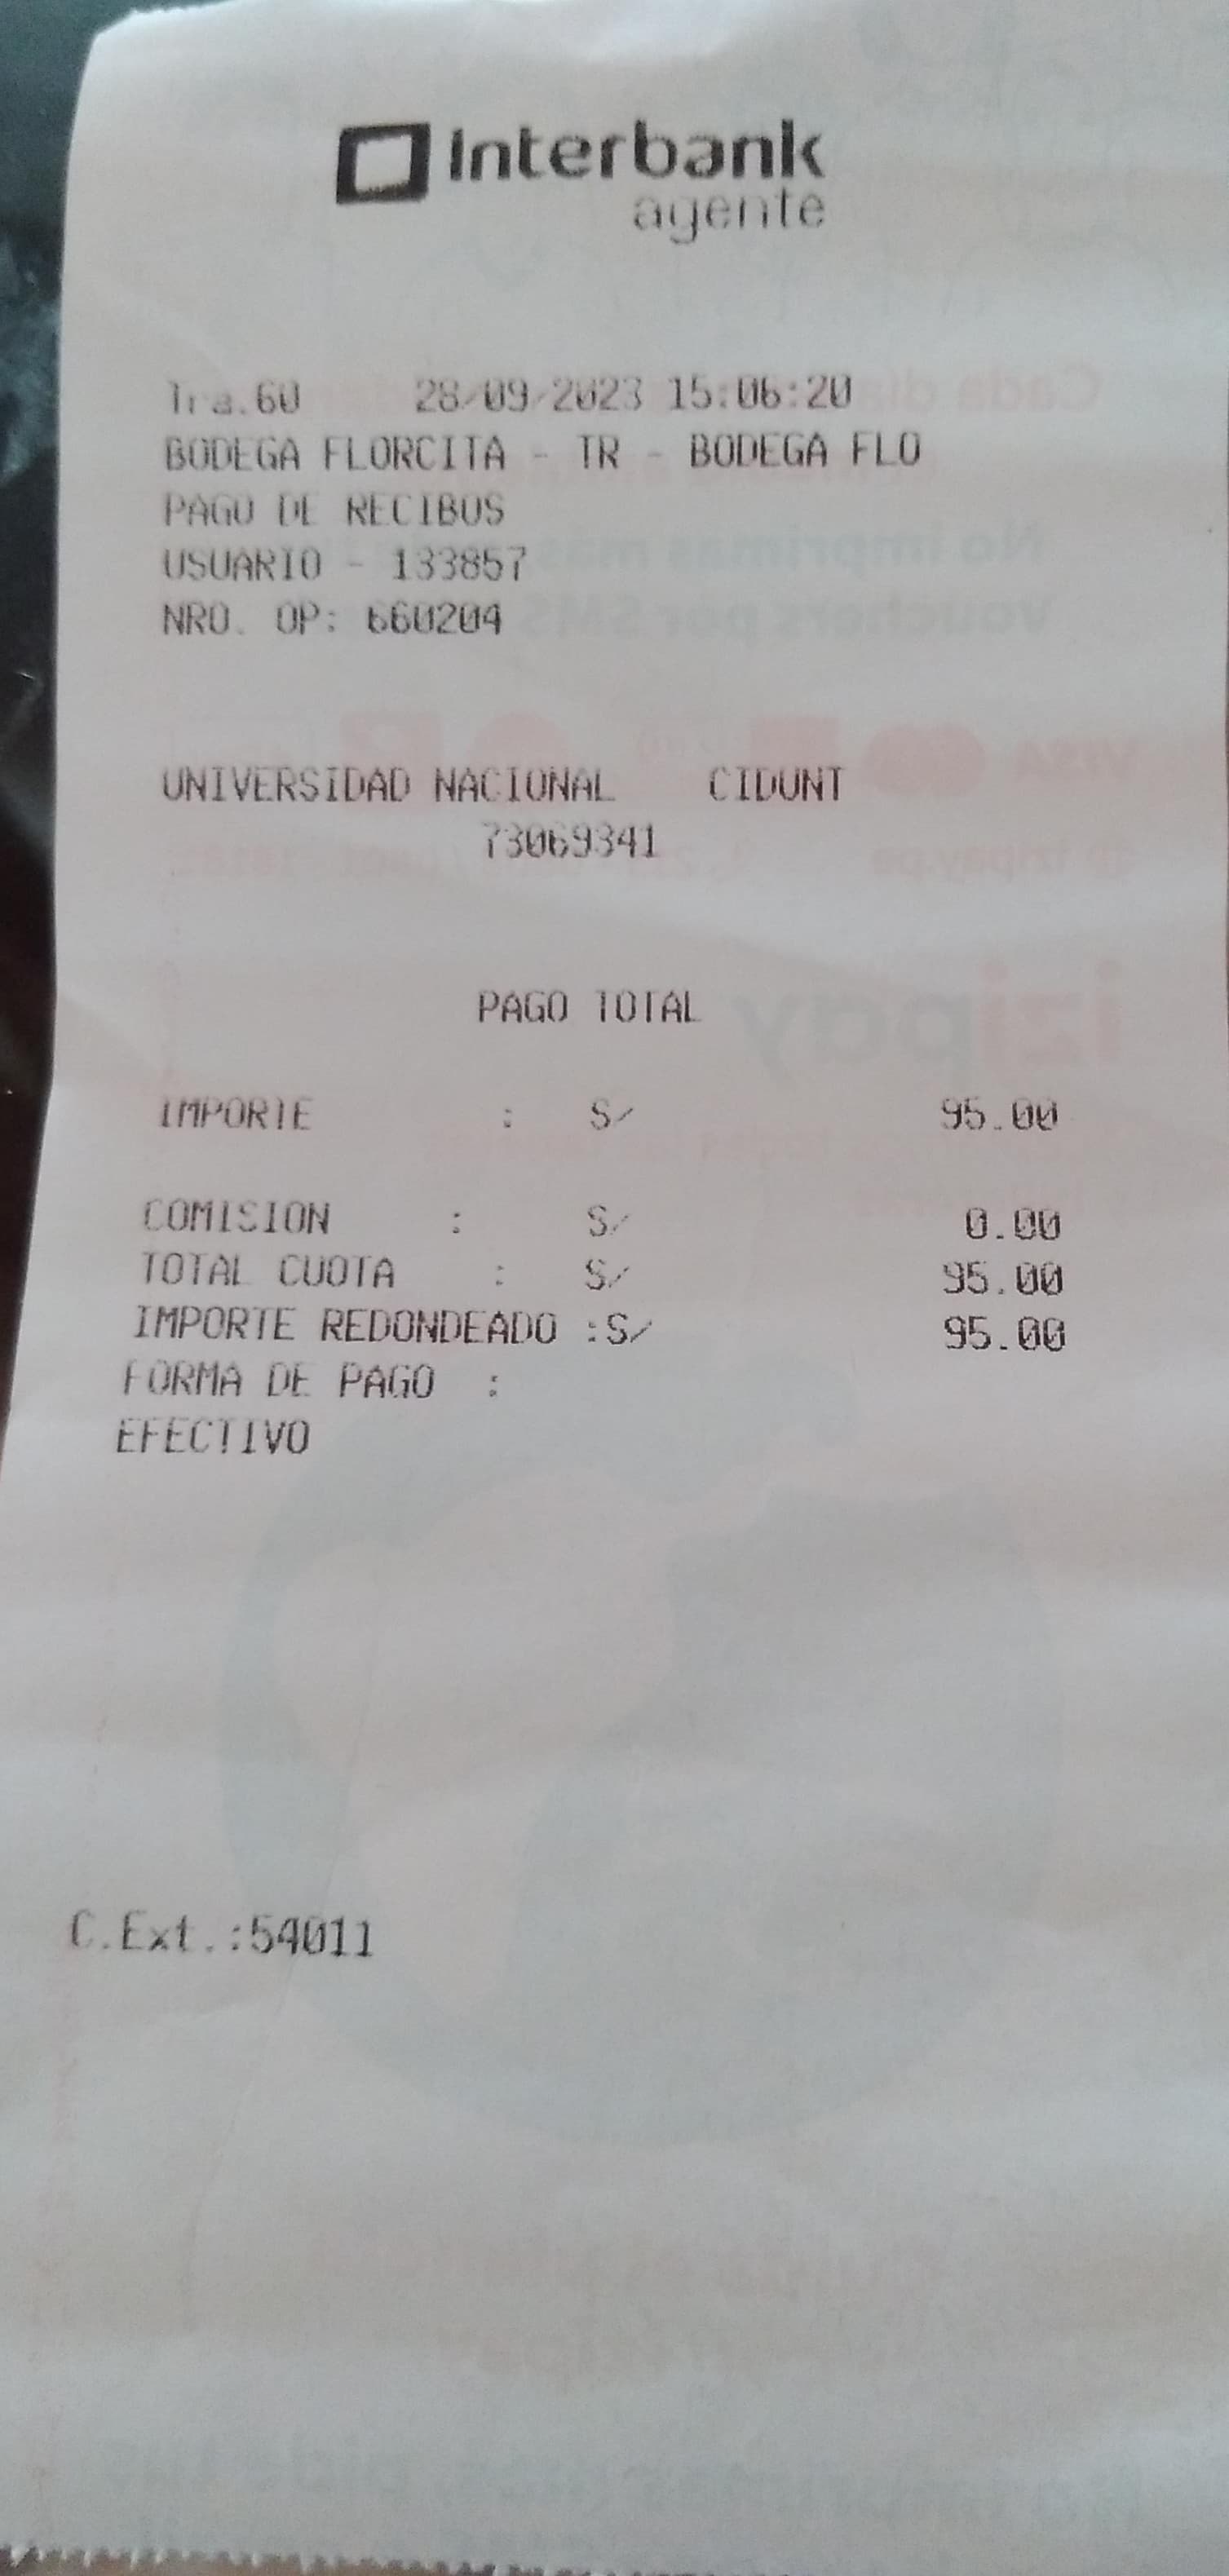 Interbank
agente
Tra.60 28/09/2023 15:06:20
BODEGA FLORCITA - TR - BODEGA FLO
PAGO DE RECIBOS
USUARIO - 133857
NRO. OP: 660204
UNIVERSIDAD NACIONAL CIDUNT
73069341
PAGO TOTAL
IMPORTE : S/ 95.00
COMISION : S/ 0.00
TOTAL CUOTA : S/ 95.00
IMPORTE REDONDEADO :S/ 95.00
FORMA DE PAGO :
EFECTIVO
C.Ext.:54011